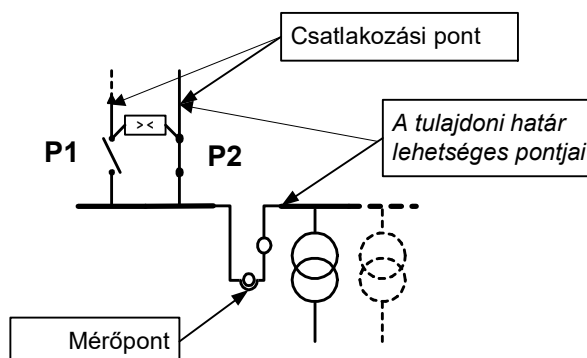 Csatlakozási pont
> <
P1
P2
A tulajdoni határ
lehetséges pontjai
Mérőpont